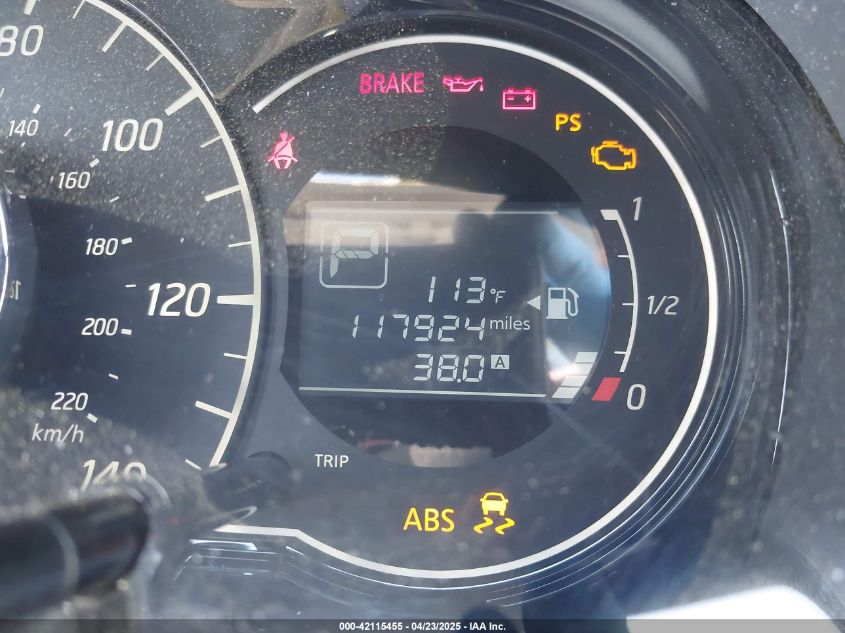 80
100
120
140
140
160
180
200
220
km/h
BRAKE
PS
P
113°F
117924 miles
38.0 A
1
1/2
0
TRIP
ABS
000-42115455 - 04/23/2025 - IAA Inc.